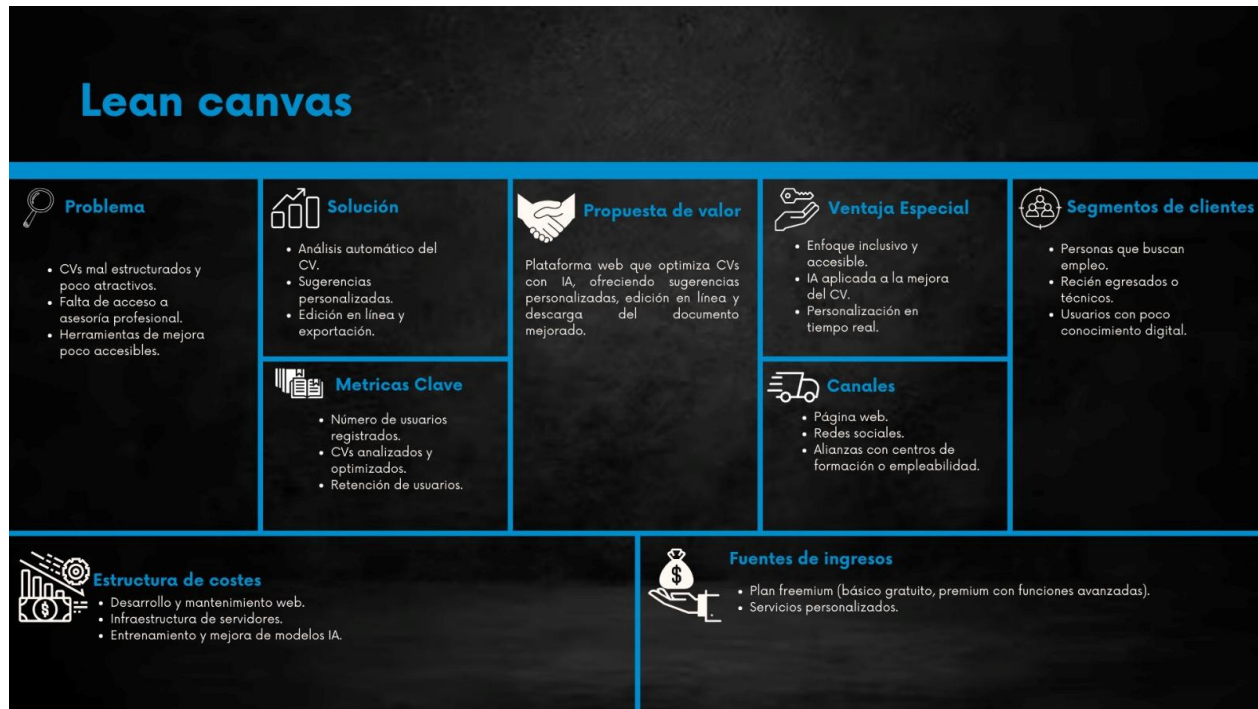 Lean canvas
Problema
• CVs mal estructurados y
poco atractivos.
• Falta de acceso a
asesoría profesional.
• Herramientas de mejora
poco accesibles.
Solución
• Análisis automático del
CV.
• Sugerencias
personalizadas.
• Edición en línea y
exportación.
Metricas Clave
• Número de usuarios
registrados.
• CVs analizados y
optimizados.
• Retención de usuarios.
Propuesta de valor
Plataforma web que optimiza CVs
con IA, ofreciendo sugerencias
personalizadas, edición en línea y
descarga del documento
mejorado.
Ventaja Especial
• Enfoque inclusivo y
accesible.
• IA aplicada a la mejora
del CV.
• Personalización en
tiempo real.
Canales
• Página web.
• Redes sociales.
• Alianzas con centros de
formación o empleabilidad.
Segmentos de clientes
• Personas que buscan
empleo.
• Recién egresados o
técnicos.
• Usuarios con poco
conocimiento digital.
Estructura de costes
• Desarrollo y mantenimiento web.
• Infraestructura de servidores.
• Entrenamiento y mejora de modelos IA.
Fuentes de ingresos
• Plan freemium (básico gratuito, premium con funciones avanzadas).
• Servicios personalizados.